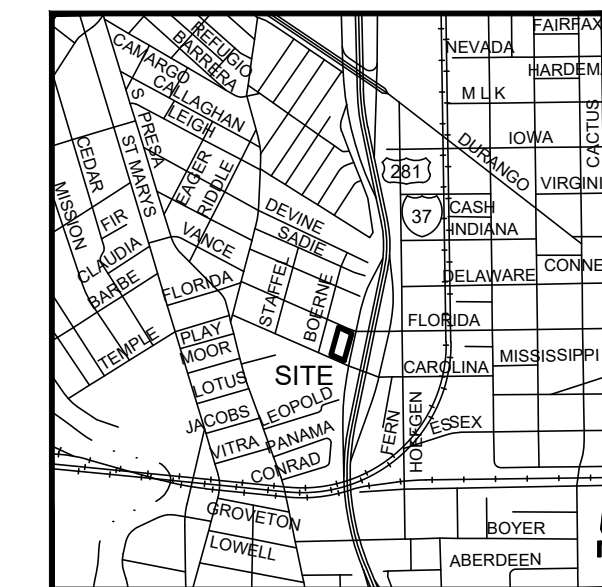 FAIRFAX
REFUGIO
BARRERA
CAMARGO
NEVADA
CALLAGHAN
HARDEMA
S PRESA
LEIGH
M L K
CACTUS
ST MARYS
IOWA
DURANGO
CEDAR
EAGER
RIDDLE
281
VIRGINI
MISSION
FIR
DEVINE
37
CASH
SADIE
INDIANA
CLAUDIA
VANCE
BARBE
FLORIDA
STAFFEL
BOERNE
DELAWARE
CONNE
FLORIDA
TEMPLE
PLAY
MOOR
MISSISSIPPI
SITE
CAROLINA
LOTUS
JACOBS
LEOPOLD
FERN
HOEFGEN
ESSEX
VITRA
PANAMA
CONRAD
GROVETON
BOYER
LOWELL
ABERDEEN